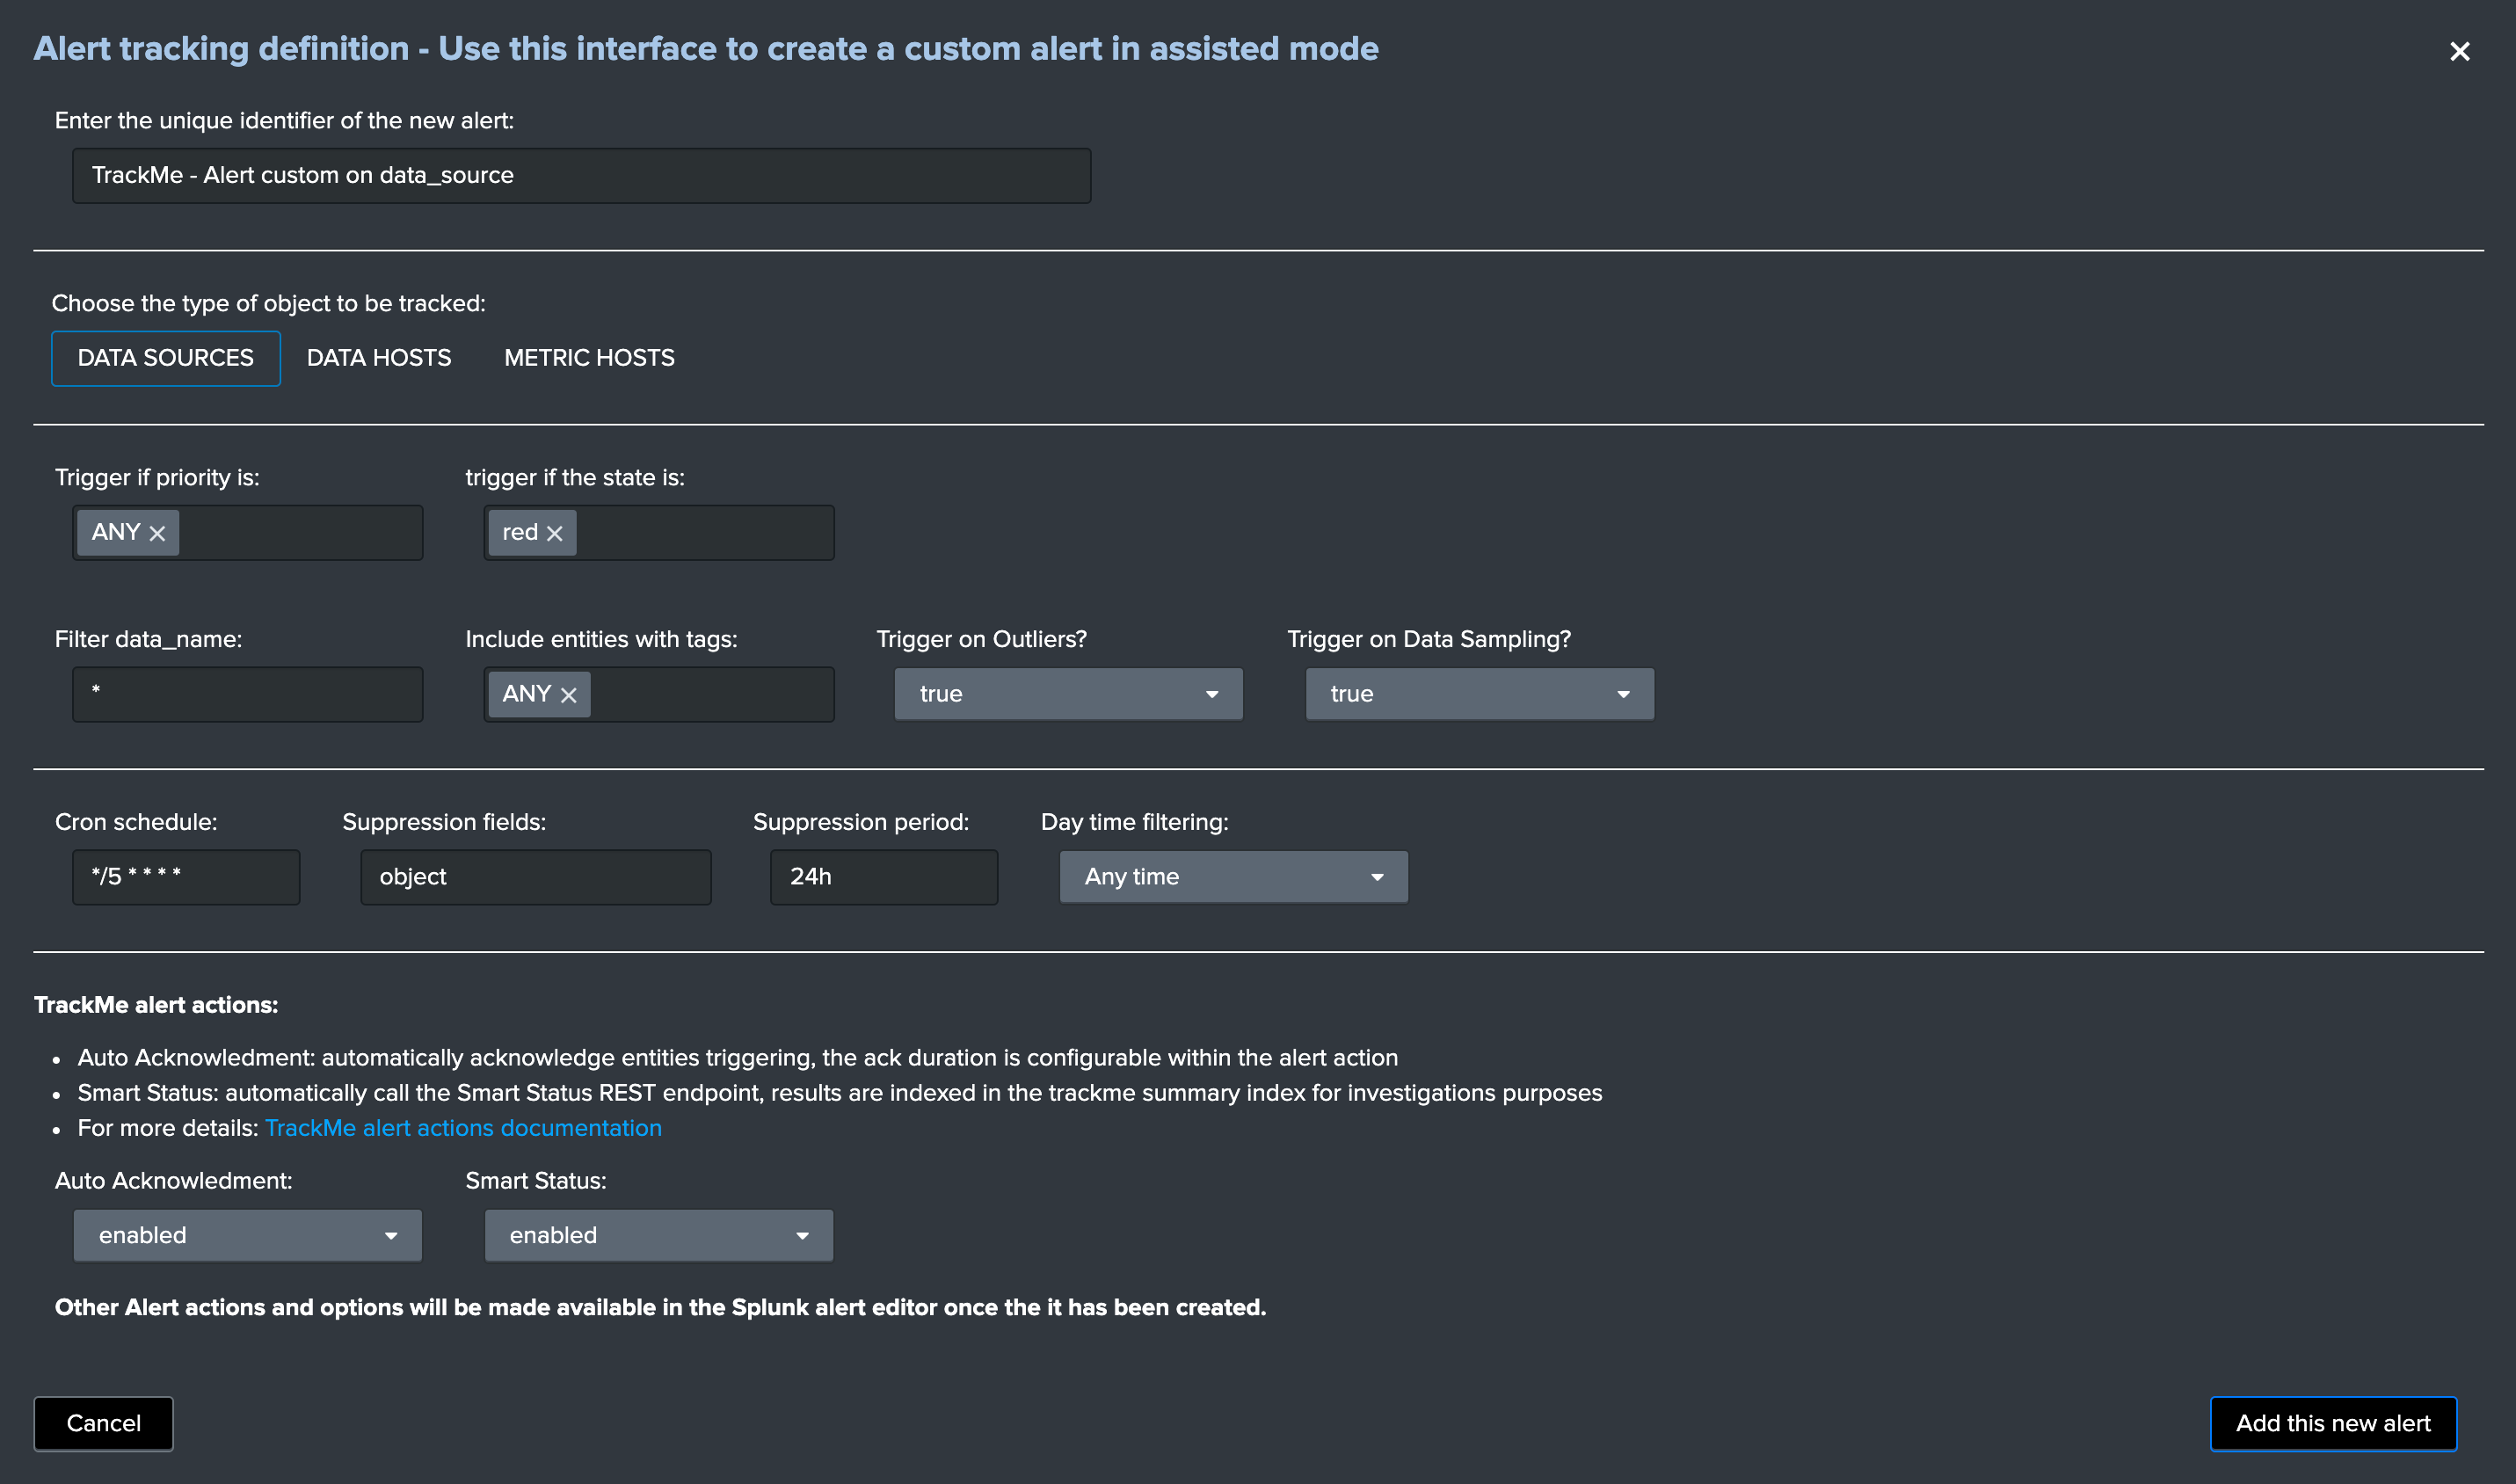 Alert tracking definition - Use this interface to create a custom alert in assisted mode
Enter the unique identifier of the new alert:
TrackMe - Alert custom on data_source
Choose the type of object to be tracked:
DATA SOURCES DATA HOSTS METRIC HOSTS
Trigger if priority is: trigger if the state is:
ANY red
Filter data_name: Include entities with tags: Trigger on Outliers? Trigger on Data Sampling?
* ANY true true
Cron schedule: Suppression fields: Suppression period: Day time filtering:
*/5 * * * * object 24h Any time
TrackMe alert actions:
• Auto Acknowledment: automatically acknowledge entities triggering, the ack duration is configurable within the alert action
• Smart Status: automatically call the Smart Status REST endpoint, results are indexed in the trackme summary index for investigations purposes
• For more details: TrackMe alert actions documentation
Auto Acknowledment: Smart Status:
enabled enabled
Other Alert actions and options will be made available in the Splunk alert editor once the it has been created.
Cancel Add this new alert